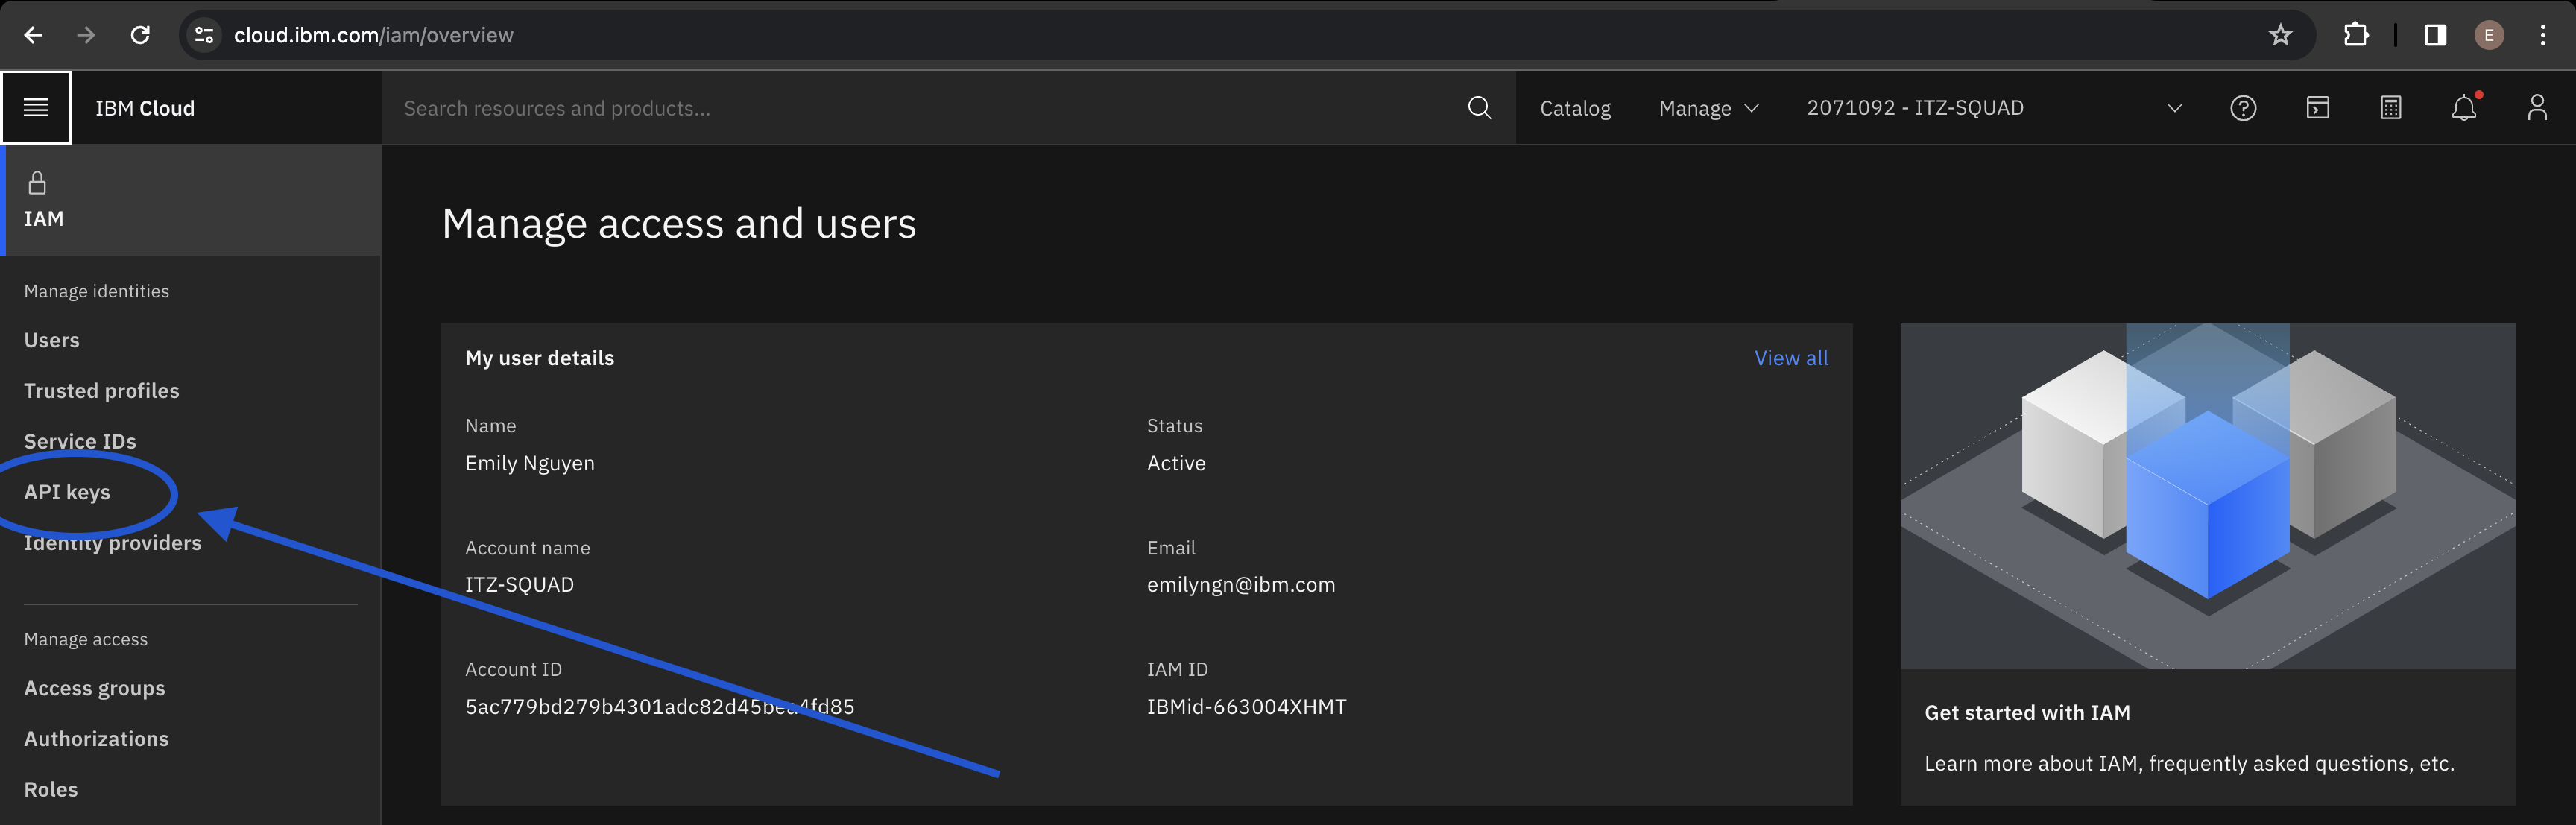 cloud.ibm.com/iam/overview
E
IBM Cloud
Search resources and products...
Catalog
Manage
2071092 - ITZ-SQUAD
IAM
Manage identities
Users
Trusted profiles
Service IDs
API keys
Identity providers
Manage access
Access groups
Authorizations
Roles
Manage access and users
My user details
View all
Name
Emily Nguyen
Status
Active
Account name
ITZ-SQUAD
Email
emilyngn@ibm.com
Account ID
5ac779bd279b4301adc82d45bea4fd85
IAM ID
IBMid-663004XHMT
Get started with IAM
Learn more about IAM, frequently asked questions, etc.